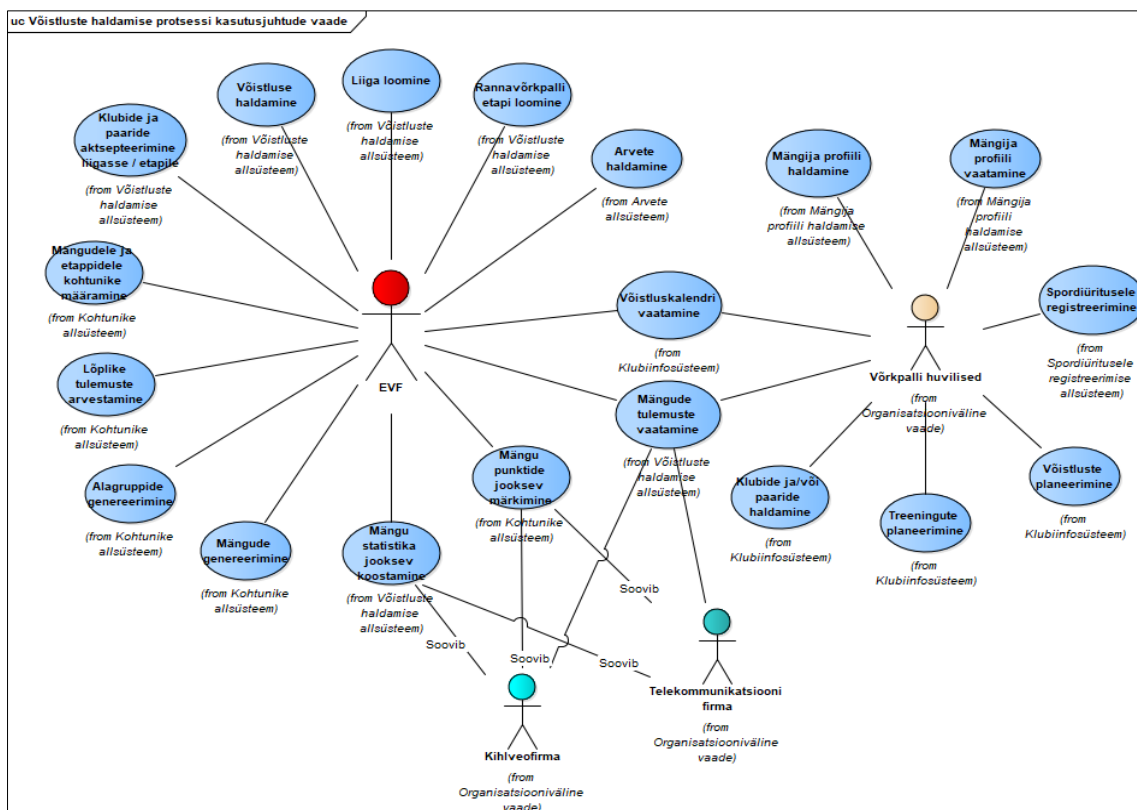 uc Võistluste haldamise protsessi kasutusjuhtude vaade
Klubide ja
paaride
aktsepteerimine
liigasse / etapile
(from Võistluste
haldamise
allsüsteem)
Võistluse
haldamine
(from Võistluste
haldamise
allsüsteem)
Liiga loomine
(from Võistluste
haldamise
allsüsteem)
Rannavõrkpalli
etapi loomine
(from Võistluste
haldamise
allsüsteem)
Arvete
haldamine
(from Arvete
allsüsteem)
Mängija profiili
haldamine
(from Mängija
profiili haldamise
allsüsteem)
Mängija
profiili
vaatamine
(from Mängija
profiili
haldamise
allsüsteem)
Mängudele ja
etappidele
kohtunike
määramine
(from Kohtunike
allsüsteem)
Võistluskalendri
vaatamine
(from
Klubiinfosüsteem)
Spordiüritusele
registreerimine
(from
Spordiüritusele
registreerimise
allsüsteem)
EVF
Võrkpalli huvilised
(from
Organisatsiooniväline
vaade)
Lõplike
tulemuste
arvestamine
(from Kohtunike
allsüsteem)
Mängude
tulemuste
vaatamine
(from Võistluste
haldamise
allsüsteem)
Alagruppide
genereerimine
(from Kohtunike
allsüsteem)
Mängude
genereerimine
(from Kohtunike
allsüsteem)
Mängu
statistika
jooksev
koostamine
(from Võistluste
haldamise
allsüsteem)
Mängu
punktide
jooksev
märkimine
(from Kohtunike
allsüsteem)
Klubide ja/või
paaride
haldamine
(from
Klubiinfosüsteem)
Treeningute
planeerimine
(from
Klubiinfosüsteem)
Võistluste
planeerimine
(from
Klubiinfosüsteem)
Soovib
Soovib
Soovib
Soovib
Kihlveofirma
(from
Organisatsiooniväline
vaade)
Telekommunikatsiooni
firma
(from
Organisatsiooniväline
vaade)